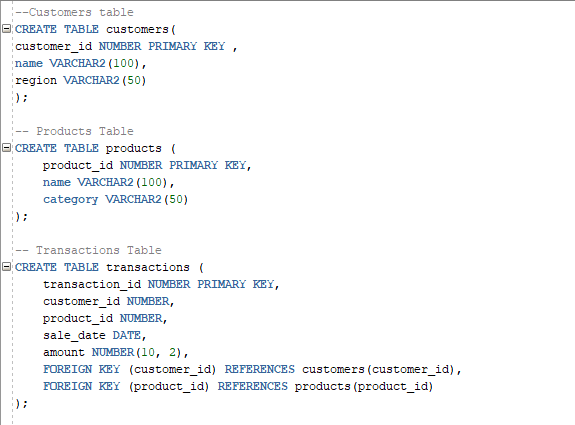 --Customers table
CREATE TABLE customers(
customer_id NUMBER PRIMARY KEY ,
name VARCHAR2(100),
region VARCHAR2(50)
);

-- Products Table
CREATE TABLE products (
    product_id NUMBER PRIMARY KEY,
    name VARCHAR2(100),
    category VARCHAR2(50)
);

-- Transactions Table
CREATE TABLE transactions (
    transaction_id NUMBER PRIMARY KEY,
    customer_id NUMBER,
    product_id NUMBER,
    sale_date DATE,
    amount NUMBER(10, 2),
    FOREIGN KEY (customer_id) REFERENCES customers(customer_id),
    FOREIGN KEY (product_id) REFERENCES products(product_id)
);